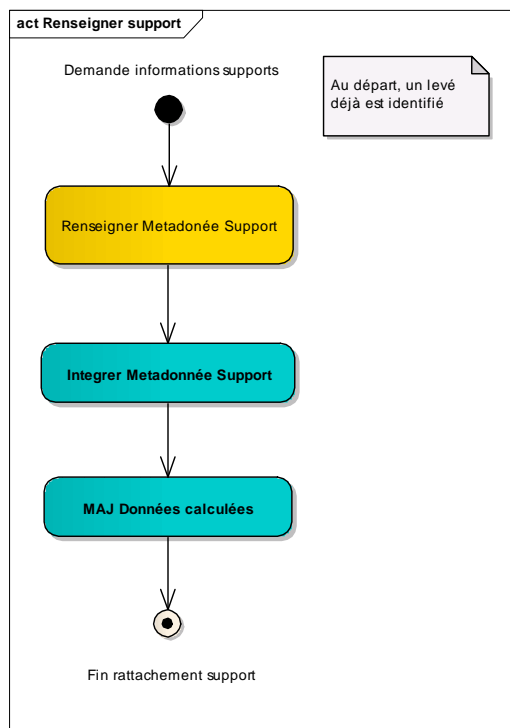 act Renseigner support
Demande informations supports
Au départ, un levé
déjà est identifié
Renseigner Metadonée Support
Integrer Metadonnée Support
MAJ Données calculées
Fin rattachement support